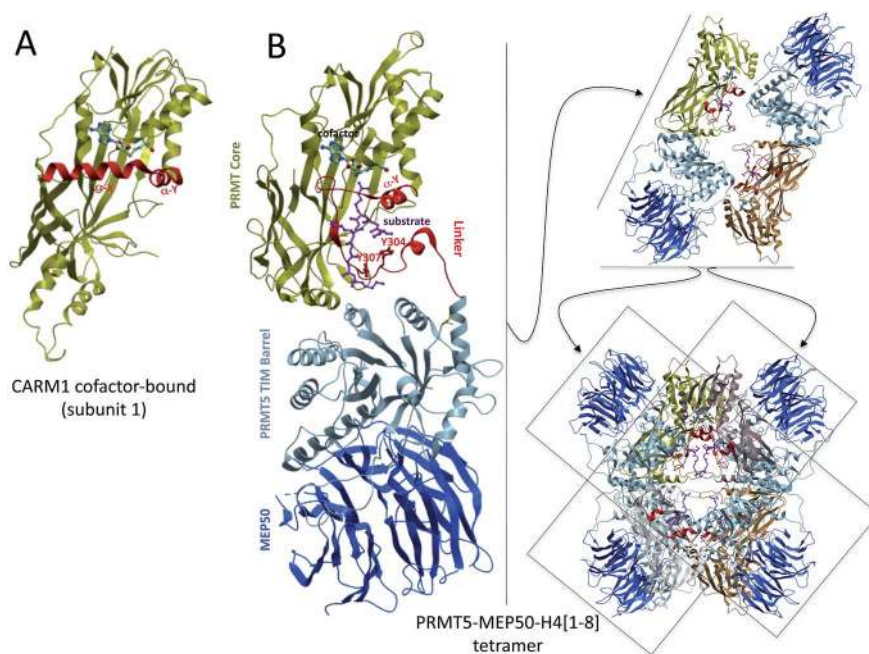 A
α-Y
CARM1 cofactor-bound
(subunit 1)
B
PRMT Core
cofactor
α-Y
substrate
Y304
Y307
Linker
PRMT5 TIM Barrel
MEP50
PRMT5-MEP50-H4[1-8]
tetramer